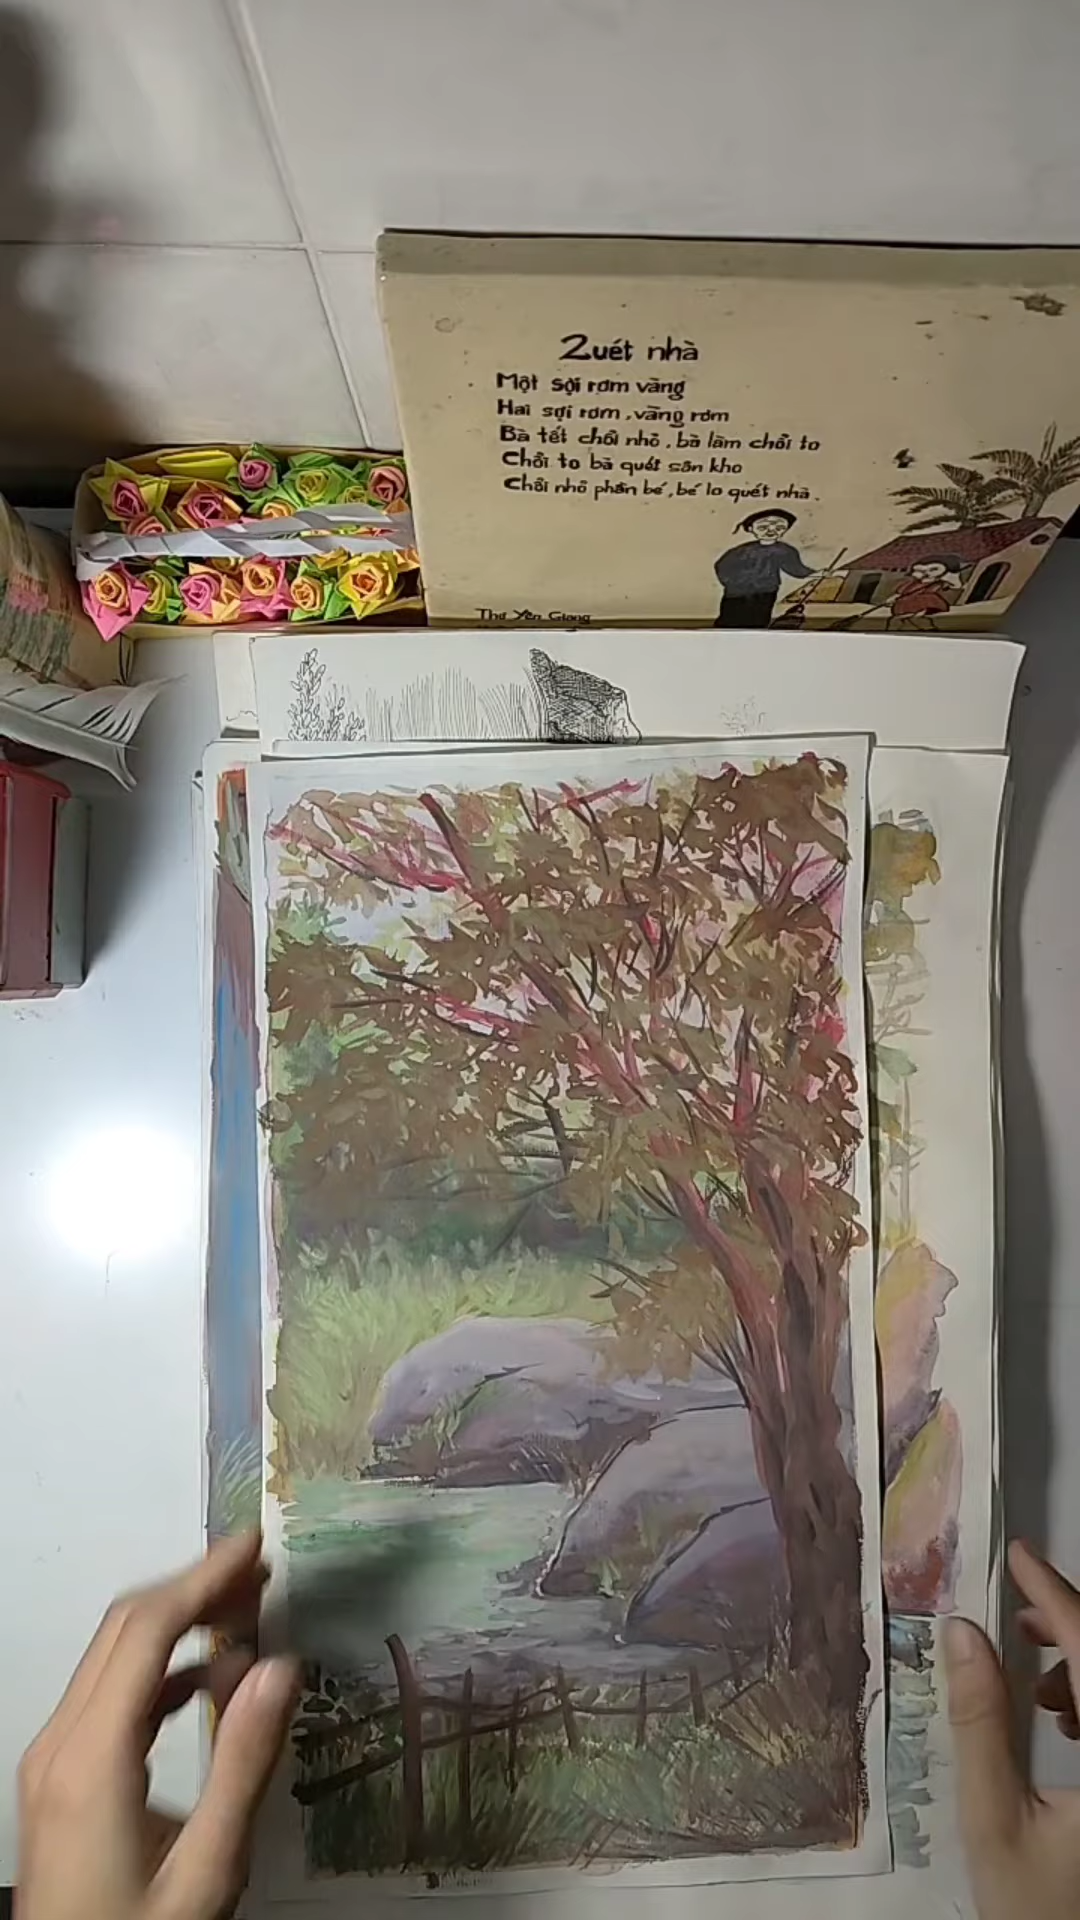 Quét nhà
Một sợi rơm vàng
Hai sợi rơm, vàng rơm
Bà tết chổi nhỏ, bà làm chổi to
Chổi to bà quét sân kho
Chổi nhỏ phần bé, bé lo quét nhà.
Thơ Yên Giang